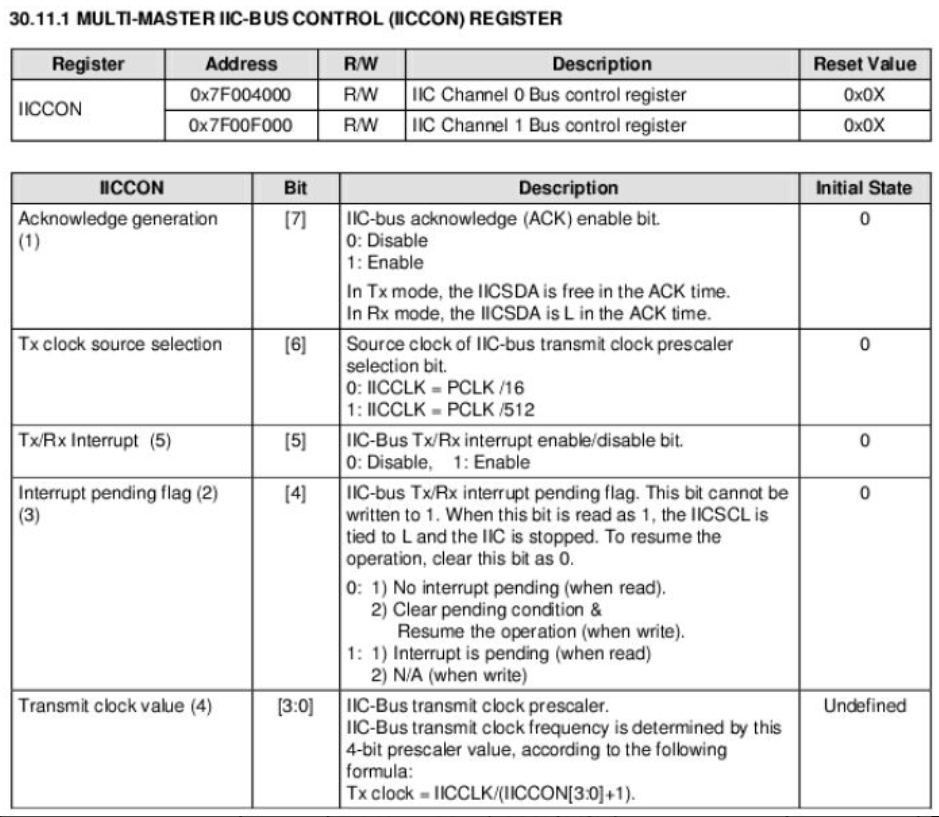 30.11.1 MULTI-MASTER IIC-BUS CONTROL (IICCON) REGISTER
Register Address R/W Description Reset Value
IICCON
0x7F004000 R/W IIC Channel 0 Bus control register 0x0X
0x7F00F000 R/W IIC Channel 1 Bus control register 0x0X
IICCON Bit Description Initial State
Acknowledge generation
(1)
[7]
IIC-bus acknowledge (ACK) enable bit.
0: Disable
1: Enable
In Tx mode, the IICSDA is free in the ACK time.
In Rx mode, the IICSDA is L in the ACK time.
0
Tx clock source selection
[6]
Source clock of IIC-bus transmit clock prescaler
selection bit.
0: IICCLK = PCLK /16
1: IICCLK = PCLK /512
0
Tx/Rx Interrupt (5)
[5]
IIC-Bus Tx/Rx interrupt enable/disable bit.
0: Disable, 1: Enable
0
Interrupt pending flag (2)
(3)
[4]
IIC-bus Tx/Rx interrupt pending flag. This bit cannot be
written to 1. When this bit is read as 1, the IICSCL is
tied to L and the IIC is stopped. To resume the
operation, clear this bit as 0.
0: 1) No interrupt pending (when read).
2) Clear pending condition &
Resume the operation (when write).
1: 1) Interrupt is pending (when read)
2) N/A (when write)
0
Transmit clock value (4)
[3:0]
IIC-Bus transmit clock prescaler.
IIC-Bus transmit clock frequency is determined by this
4-bit prescaler value, according to the following
formula:
Tx clock = IICCLK/(IICCON[3:0]+1).
Undefined